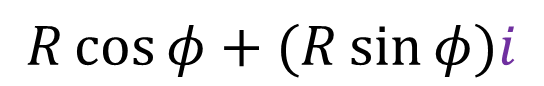 R cos ϕ + (R sin ϕ)i